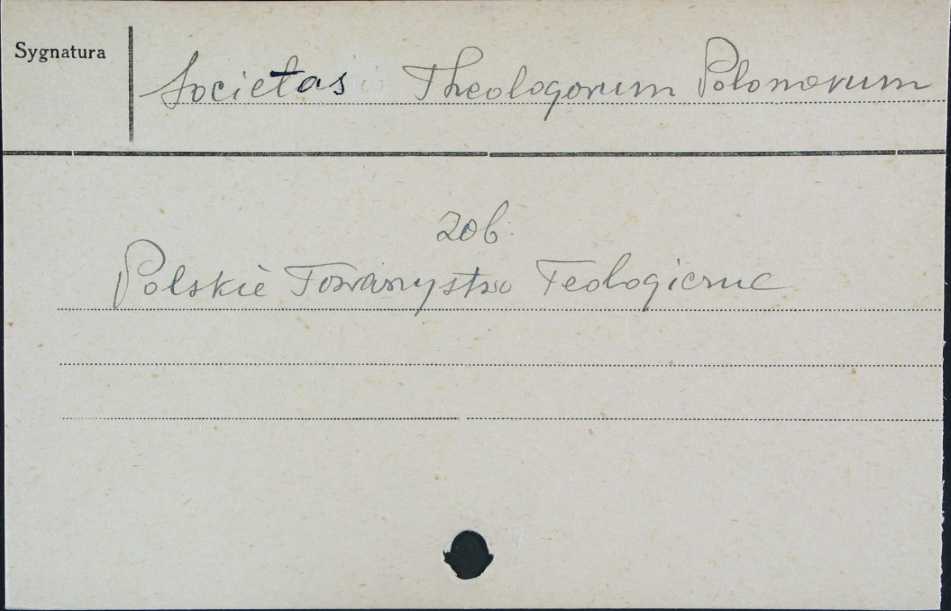 Sygnatura
Societas Theologorum Polonorum
zob.
Polskie Towarzystwo Teologiczne